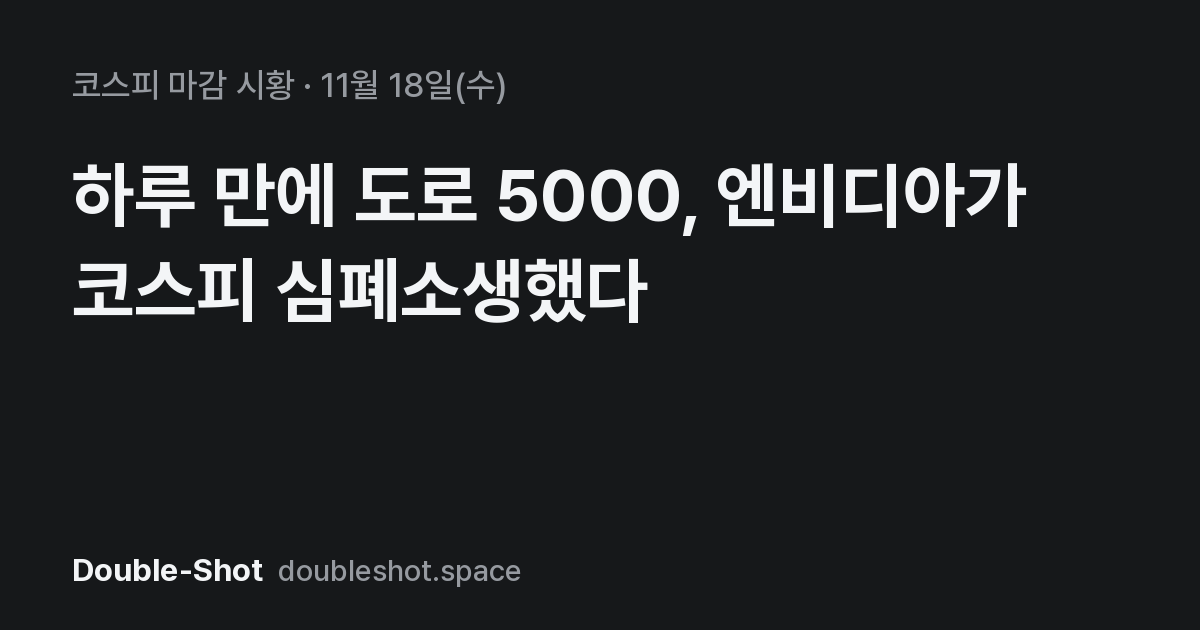 코스피 마감 시황 · 11월 18일(수)
하루 만에 도로 5000, 엔비디아가
코스피 심폐소생했다
Double-Shot doubleshot.space